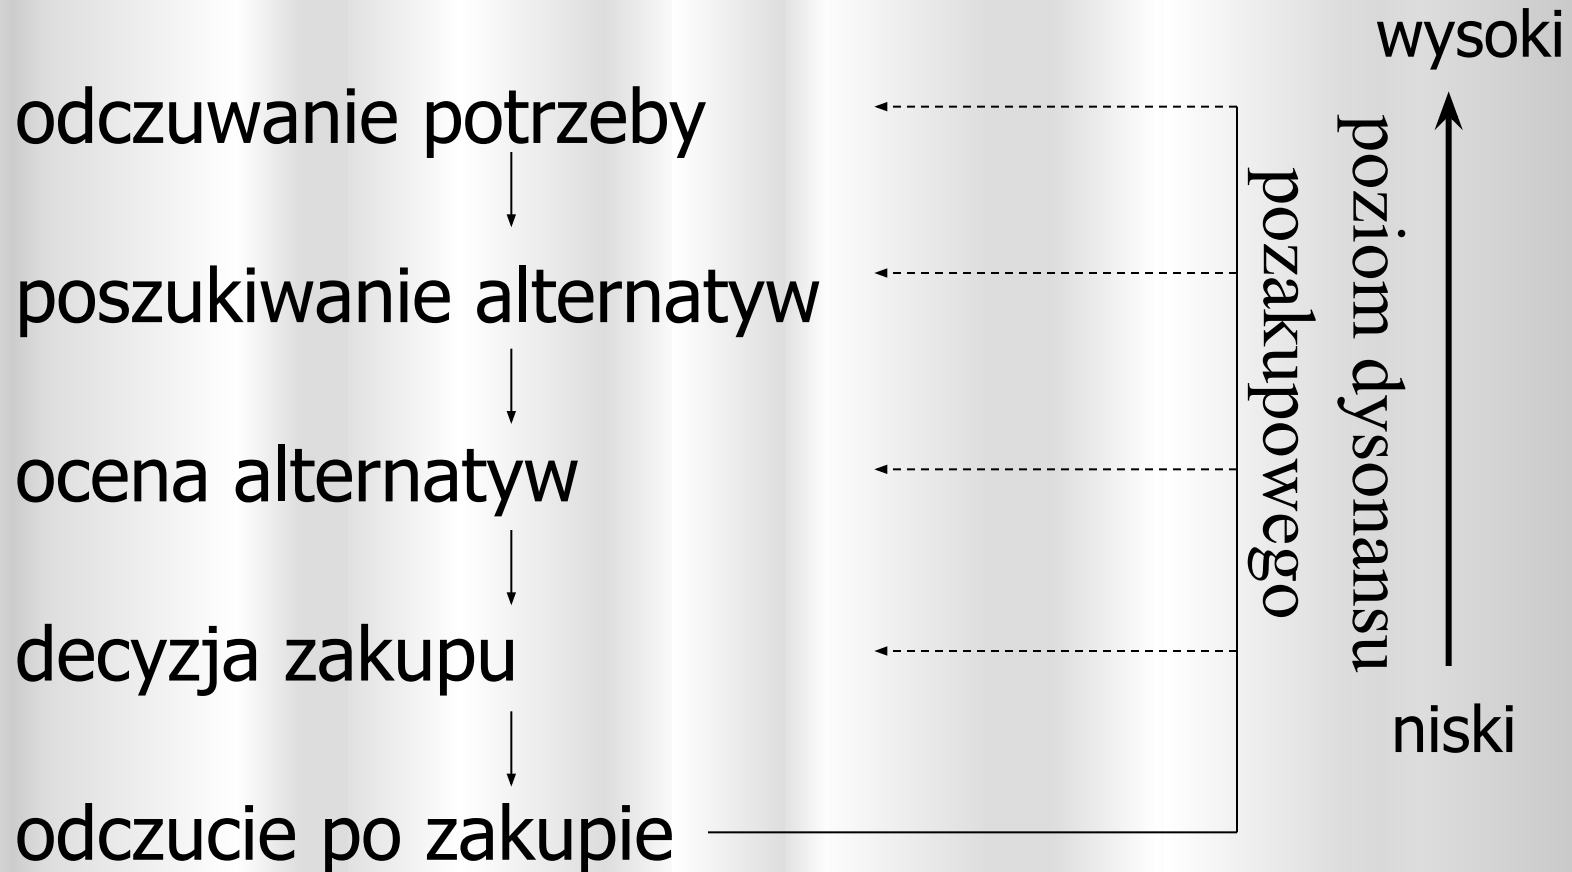 wysoki
odczuwanie potrzeby
poszukiwanie alternatyw
ocena alternatyw
decyzja zakupu
odczucie po zakupie
poziom dysonansu
pozakupowego
niski